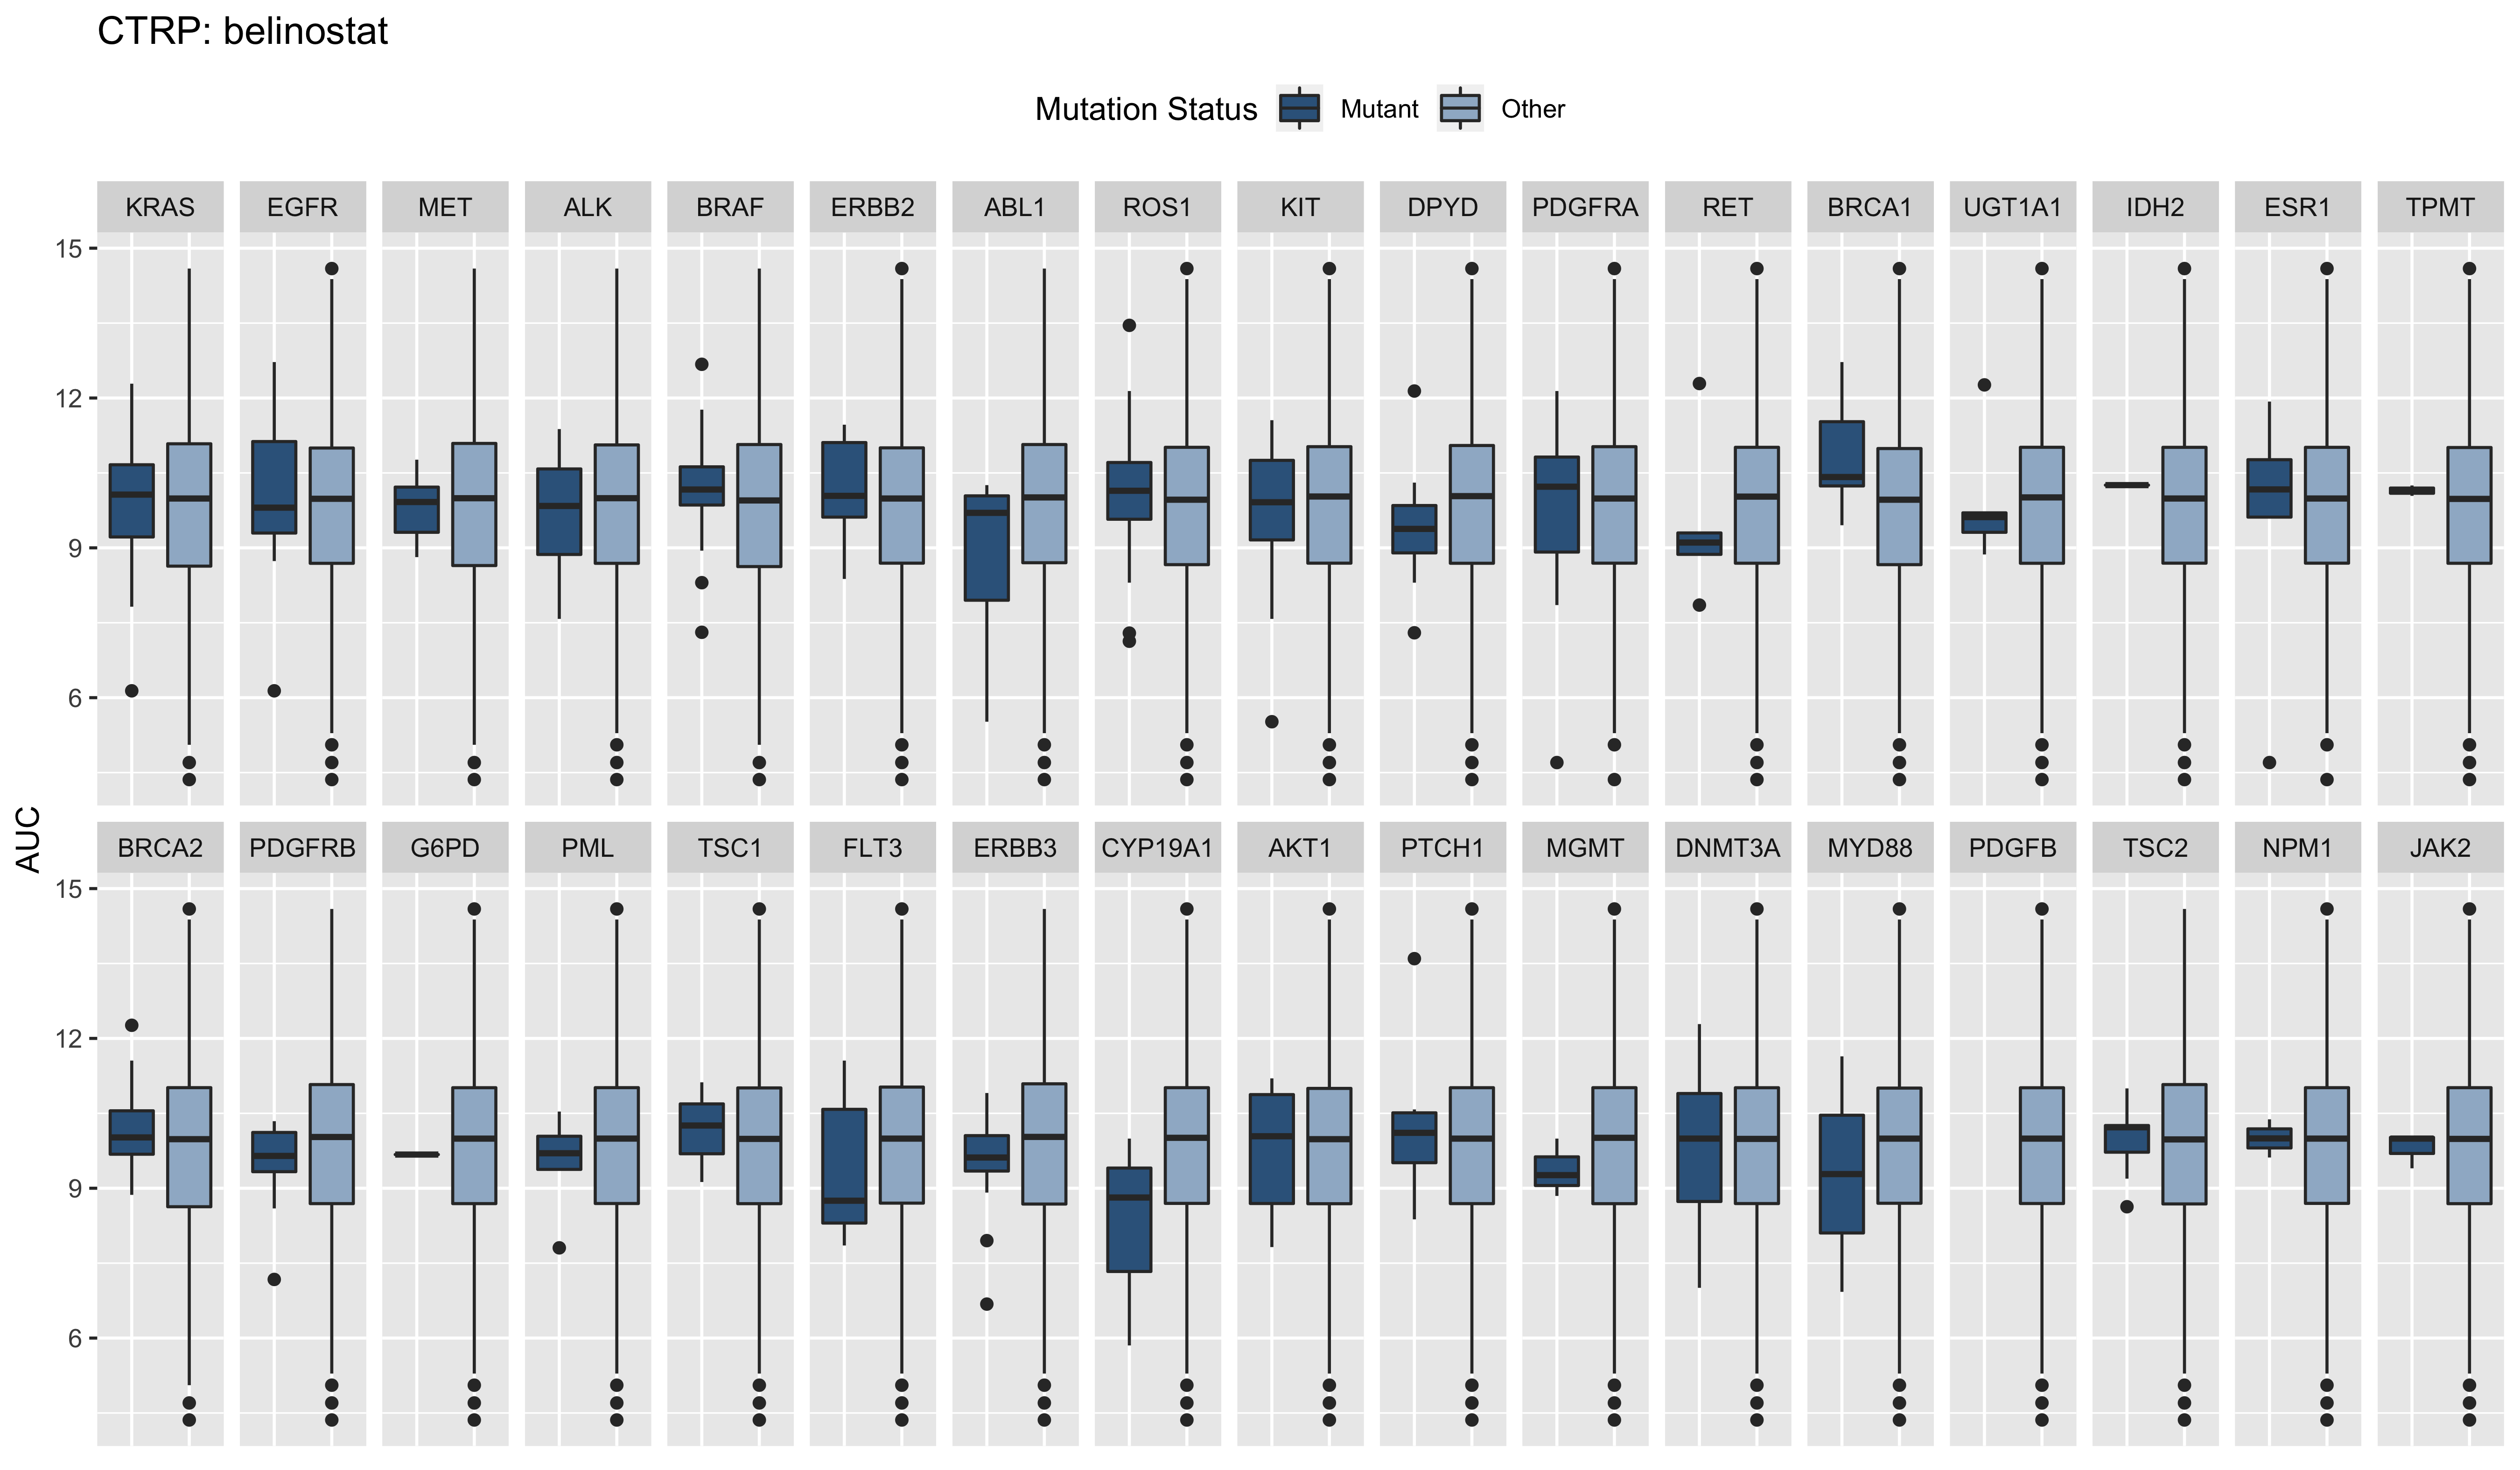 CTRP: belinostat
Mutation Status Mutant Other
KRAS EGFR MET ALK BRAF ERBB2 ABL1 ROS1 KIT DPYD PDGFRA RET BRCA1 UGT1A1 IDH2 ESR1 TPMT
15
12
9
6
AUC
BRCA2 PDGFRB G6PD PML TSC1 FLT3 ERBB3 CYP19A1 AKT1 PTCH1 MGMT DNMT3A MYD88 PDGFB TSC2 NPM1 JAK2
15
12
9
6